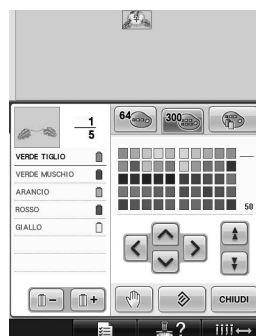 1
5
64
300
VERDE TIGLIO
VERDE MUSCHIO
ARANCIO
ROSSO
GIALLO
50
- +
CHIUDI
?